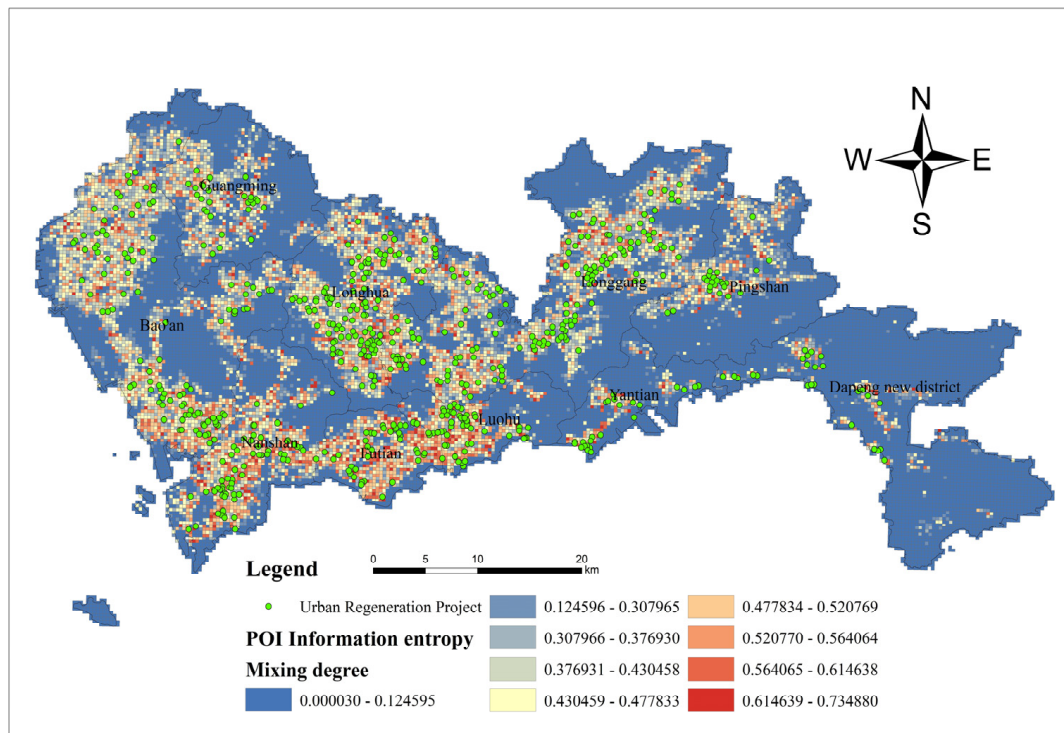 N
W E
S
Guangming
Longhua
Longgang
Pingshan
Bao'an
Dapeng new district
Yantian
Luohu
Nanshan
Futian
0 5 10 20
km
Legend
Urban Regeneration Project
POI Information entropy
Mixing degree
0.000030 - 0.124595
0.124596 - 0.307965
0.307966 - 0.376930
0.376931 - 0.430458
0.430459 - 0.477833
0.477834 - 0.520769
0.520770 - 0.564064
0.564065 - 0.614638
0.614639 - 0.734880